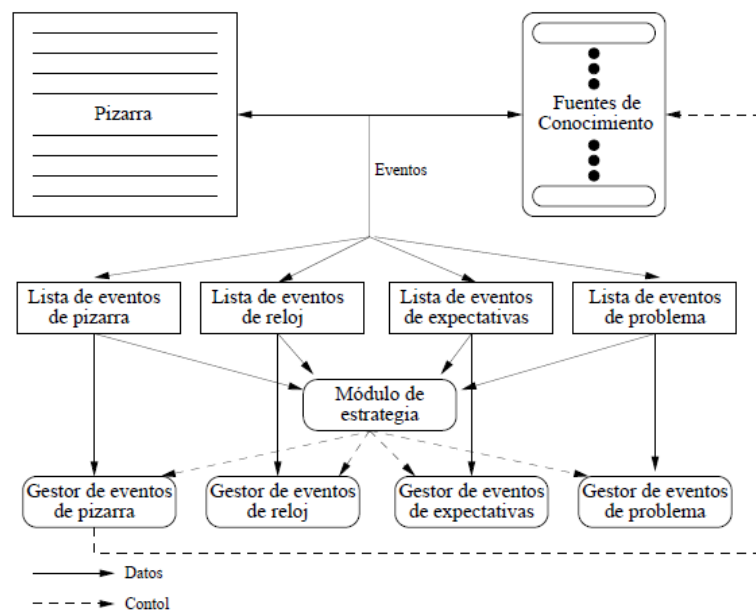 Pizarra
Fuentes de
Conocimiento
Eventos
Lista de eventos
de pizarra
Lista de eventos
de reloj
Lista de eventos
de expectativas
Lista de eventos
de problema
Módulo de
estrategia
Gestor de eventos
de pizarra
Gestor de eventos
de reloj
Gestor de eventos
de expectativas
Gestor de eventos
de problema
Datos
Contol